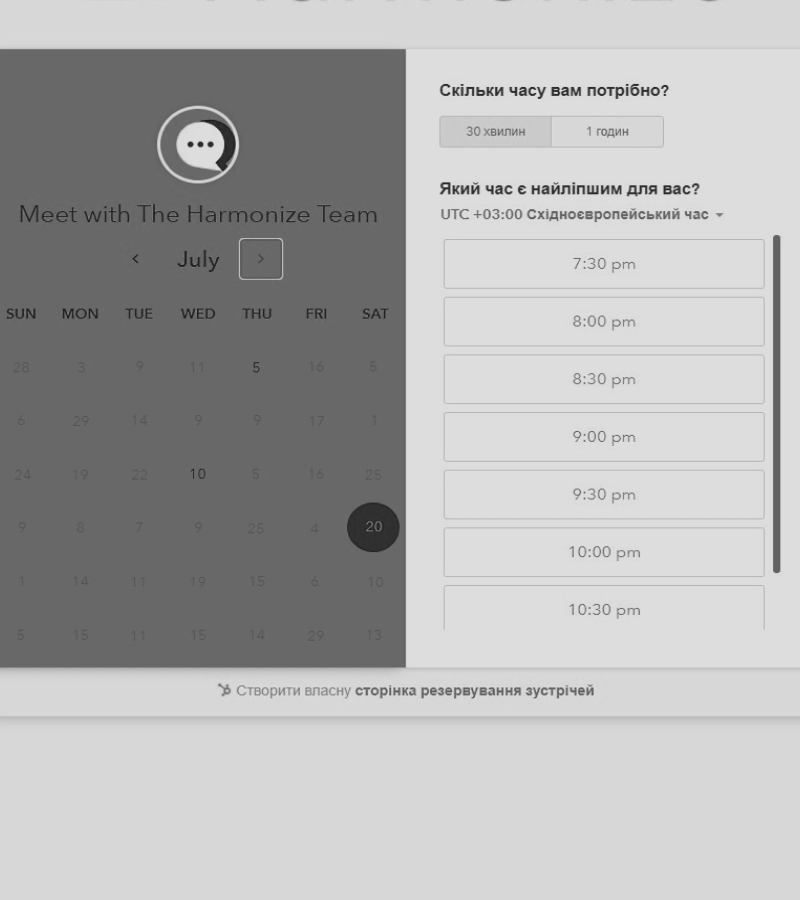 Meet with The Harmonize Team
July
SUN MON TUE WED THU FRI SAT
28 3 9 11 5 16 5
6 29 14 9 9 17 1
24 19 22 10 5 16 25
9 8 7 9 25 4 20
1 14 11 19 15 6 10
5 15 11 15 14 29 13
Скільки часу вам потрібно?
30 хвилин 1 годин
Який час є найліпшим для вас?
UTC +03:00 Східноєвропейський час
7:30 pm
8:00 pm
8:30 pm
9:00 pm
9:30 pm
10:00 pm
10:30 pm
Створити власну сторінка резервування зустрічей